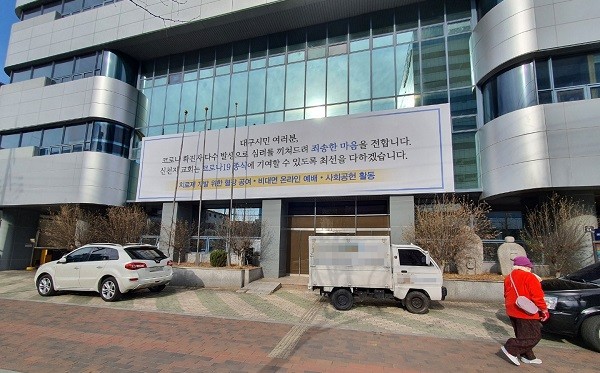 대구시민 여러분,
코로나 확진자 다수 발생으로 심려를 끼쳐드려 죄송한 마음을 전합니다.
신천지 교회는 코로나19 종식에 기여할 수 있도록 최선을 다하겠습니다.
치료제 개발 위한 혈장 공여 · 비대면 온라인 예배 · 사회공헌 활동